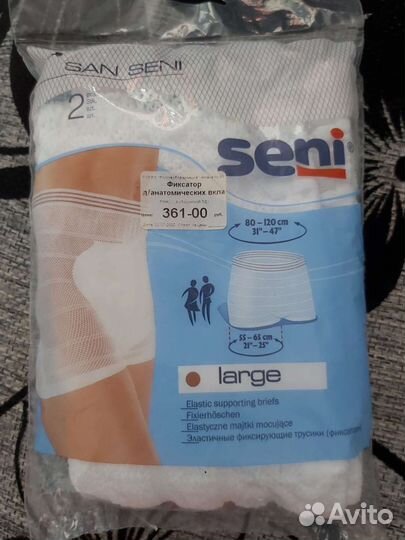 SAN SENI
2
seni®
Фиксатор
д/анатомических вкла
361-00 руб.
80 – 120 cm
31" – 47"
55 – 65 cm
21" – 25"
large
Elastic supporting briefs
Fixierhöschen
Elastyczne majtki mocujące
Эластичные фиксирующие трусики
Avito